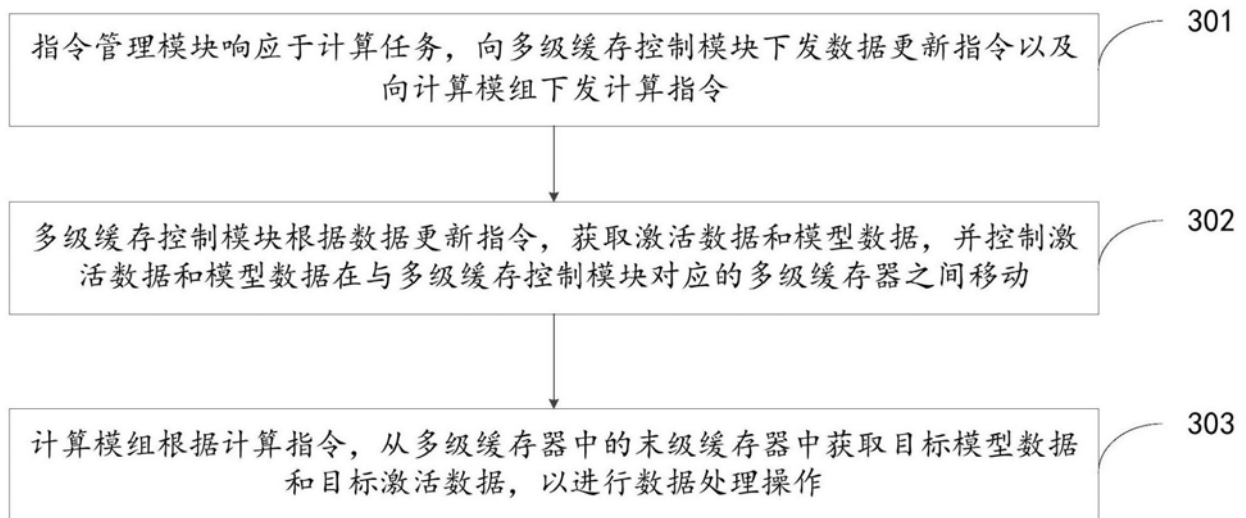 指令管理模块响应于计算任务，向多级缓存控制模块下发数据更新指令以及
向计算模组下发计算指令
301
多级缓存控制模块根据数据更新指令，获取激活数据和模型数据，并控制激
活数据和模型数据在与多级缓存控制模块对应的多级缓存器之间移动
302
计算模组根据计算指令，从多级缓存器中的末级缓存器中获取目标模型数据
和目标激活数据，以进行数据处理操作
303